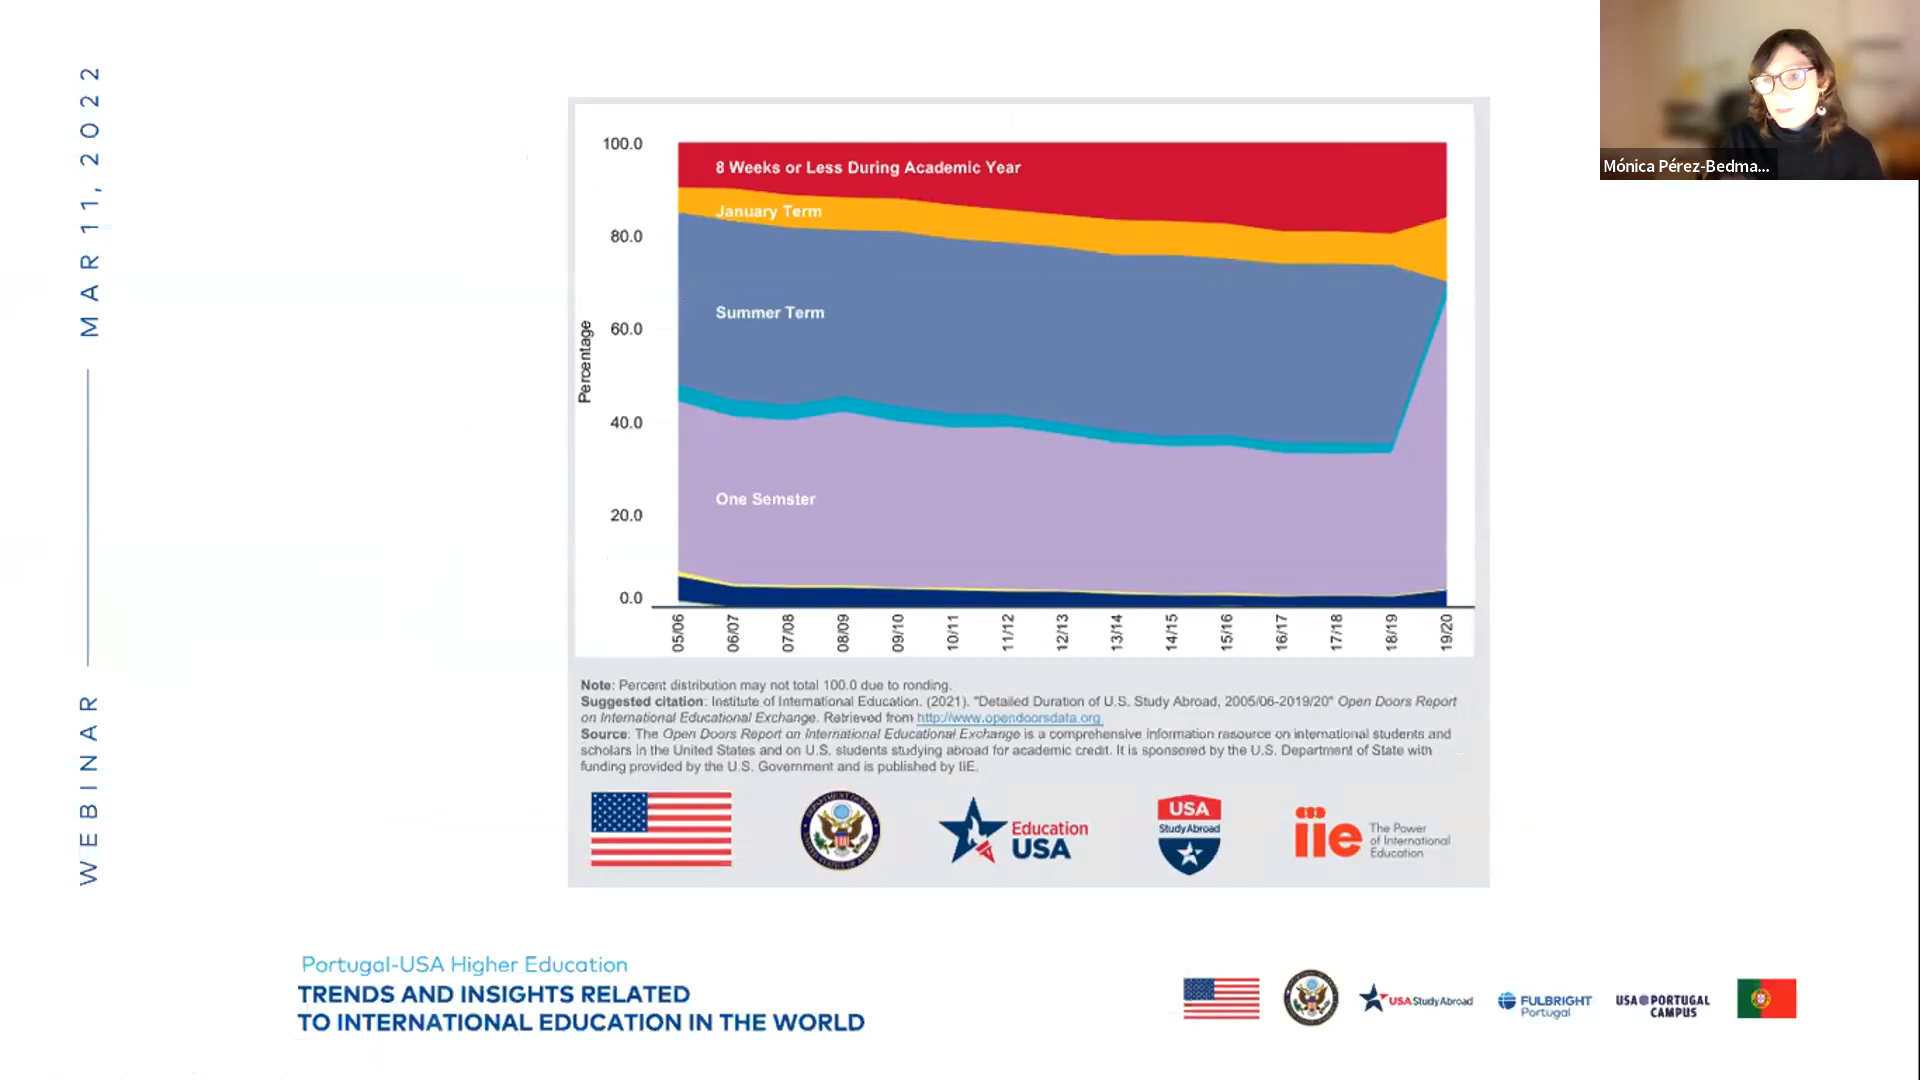 WEBINAR MAR 11, 2022
Mónica Pérez-Bedma...
100.0
80.0
60.0
40.0
20.0
0.0
Percentage
8 Weeks or Less During Academic Year
January Term
Summer Term
One Semster
05/06
06/07
07/08
08/09
09/10
10/11
11/12
12/13
13/14
14/15
15/16
16/17
17/18
18/19
19/20
Note: Percent distribution may not total 100.0 due to ronding.
Suggested citation: Institute of International Education. (2021). "Detailed Duration of U.S. Study Abroad, 2005/06-2019/20" Open Doors Report
on International Educational Exchange. Retrieved from http://www.opendoorsdata.org.
Source: The Open Doors Report on International Educational Exchange is a comprehensive information resource on international students and
scholars in the United States and on U.S. students studying abroad for academic credit. It is sponsored by the U.S. Department of State with
funding provided by the U.S. Government and is published by IIE.
Education
USA
USA
Study Abroad
iie
The Power
of International
Education
Portugal-USA Higher Education
TRENDS AND INSIGHTS RELATED
TO INTERNATIONAL EDUCATION IN THE WORLD
USA Study Abroad
FULBRIGHT
Portugal
USA PORTUGAL
CAMPUS